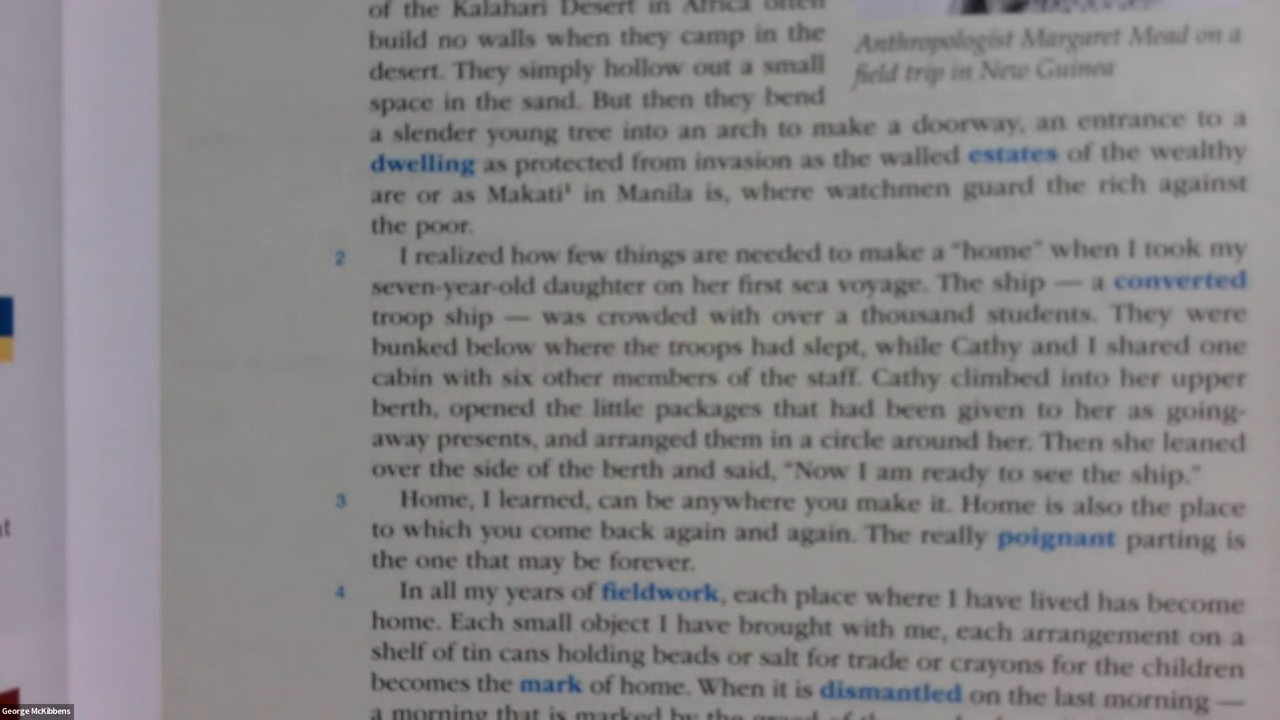 of the Kalahari Desert in Africa often
build no walls when they camp in the
desert. They simply hollow out a small
space in the sand. But then they bend
Anthropologist Margaret Mead on a
field trip in New Guinea
a slender young tree into an arch to make a doorway, an entrance to a
dwelling as protected from invasion as the walled estates of the wealthy
are or as Makati¹ in Manila is, where watchmen guard the rich against
the poor.
2 I realized how few things are needed to make a "home" when I took my
seven-year-old daughter on her first sea voyage. The ship — a converted
troop ship — was crowded with over a thousand students. They were
bunked below where the troops had slept, while Cathy and I shared one
cabin with six other members of the staff. Cathy climbed into her upper
berth, opened the little packages that had been given to her as going-
away presents, and arranged them in a circle around her. Then she leaned
over the side of the berth and said, "Now I am ready to see the ship."
3 Home, I learned, can be anywhere you make it. Home is also the place
to which you come back again and again. The really poignant parting is
the one that may be forever.
4 In all my years of fieldwork, each place where I have lived has become
home. Each small object I have brought with me, each arrangement on a
shelf of tin cans holding beads or salt for trade or crayons for the children
becomes the mark of home. When it is dismantled on the last morning —
a morning that is marked by the
George McKibbens